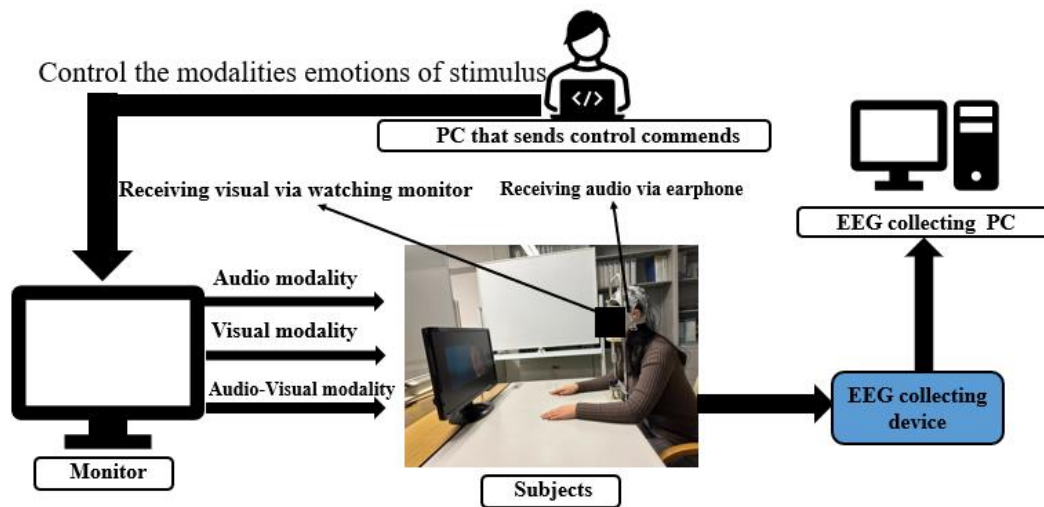 Control the modalities emotions of stimulus
</>
PC that sends control commends
Receiving visual via watching monitor
Receiving audio via earphone
EEG collecting PC
Audio modality
Visual modality
Audio-Visual modality
EEG collecting
device
Monitor
Subjects